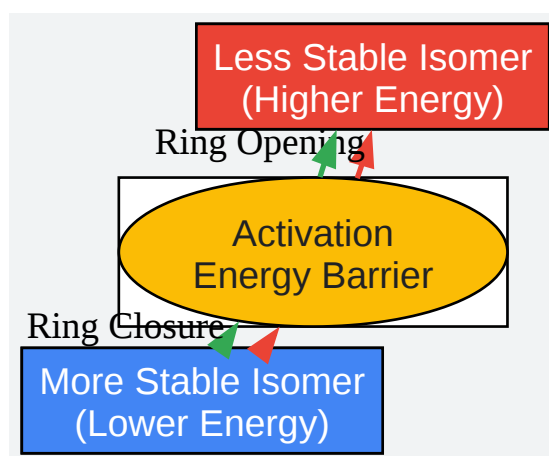 Less Stable Isomer
(Higher Energy)
Ring Opening
Activation
Energy Barrier
Ring Closure
More Stable Isomer
(Lower Energy)